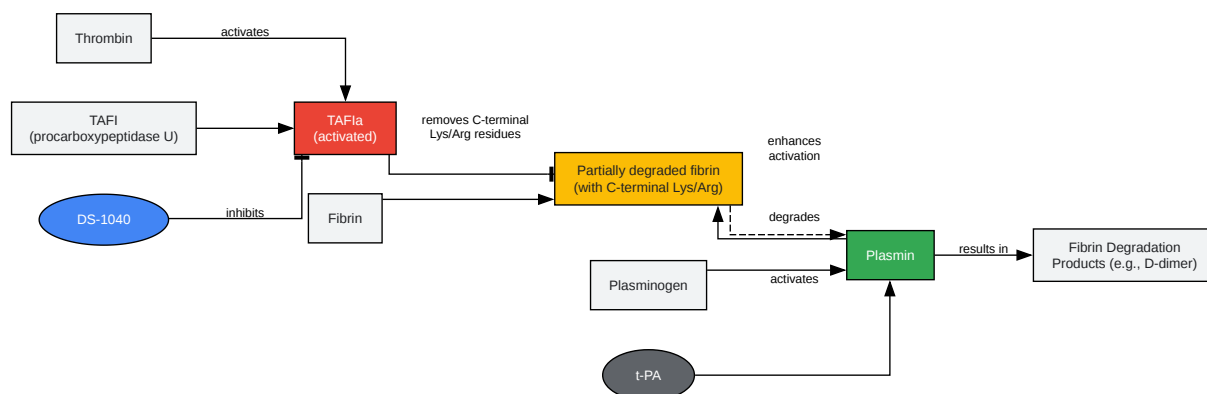 Thrombin
activates
TAFI
(procarboxypeptidase U)
TAFIa
(activated)
removes C-terminal
Lys/Arg residues
enhances
activation
Partially degraded fibrin
(with C-terminal Lys/Arg)
DS-1040
inhibits
Fibrin
degrades
Plasmin
results in
Fibrin Degradation
Products (e.g., D-dimer)
Plasminogen
activates
t-PA